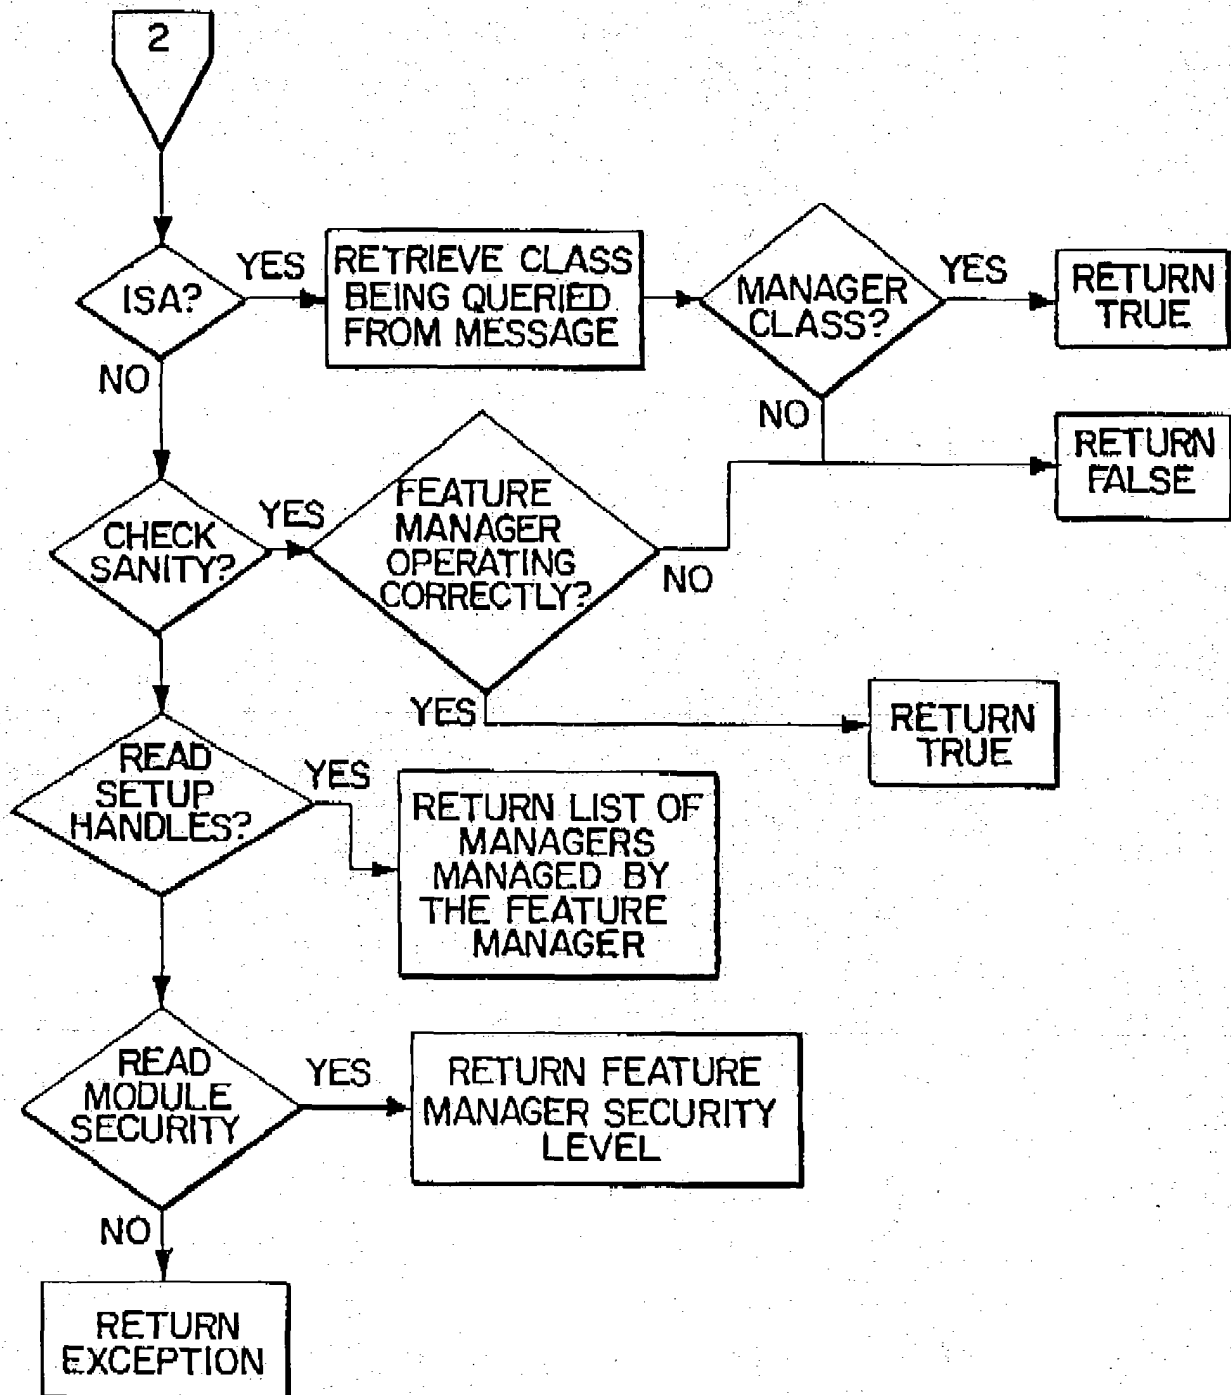 2
ISA?
YES
RETRIEVE CLASS
BEING QUERIED
FROM MESSAGE
MANAGER
CLASS?
YES
RETURN
TRUE
NO
NO
RETURN
FALSE
CHECK
SANITY?
YES
FEATURE
MANAGER
OPERATING
CORRECTLY?
NO
YES
RETURN
TRUE
READ
SETUP
HANDLES?
YES
RETURN LIST OF
MANAGERS
MANAGED BY
THE FEATURE
MANAGER
READ
MODULE
SECURITY
YES
RETURN FEATURE
MANAGER SECURITY
LEVEL
NO
RETURN
EXCEPTION